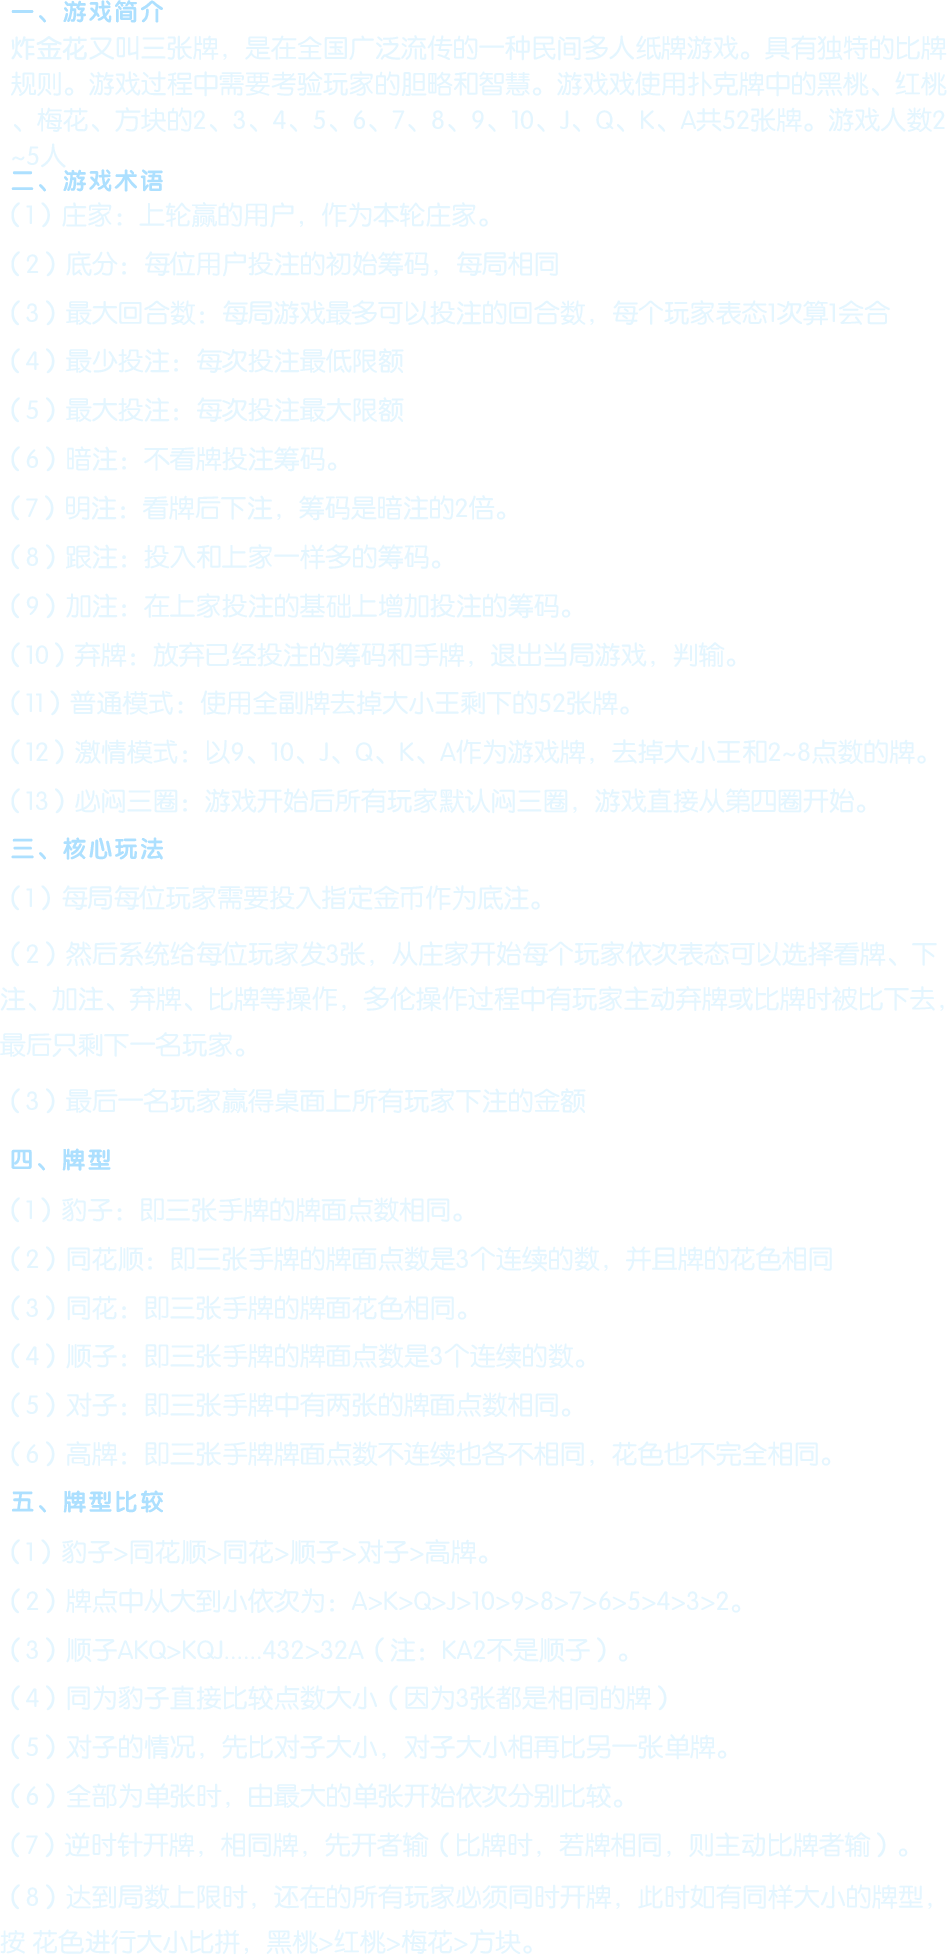 一、游戏简介
炸金花又叫三张牌，是在全国广泛流传的一种民间多人纸牌游戏。具有独特的比牌
规则。游戏过程中需要考验玩家的胆略和智慧。游戏戏使用扑克牌中的黑桃、红桃
、梅花、方块的2、3、4、5、6、7、8、9、10、J、Q、K、A共52张牌。游戏人数2
~5人
二、游戏术语
（1）庄家：上轮赢的用户，作为本轮庄家。
（2）底分：每位用户投注的初始筹码，每局相同
（3）最大回合数：每局游戏最多可以投注的回合数，每个玩家表态1次算1会合
（4）最少投注：每次投注最低限额
（5）最大投注：每次投注最大限额
（6）暗注：不看牌投注筹码。
（7）明注：看牌后下注，筹码是暗注的2倍。
（8）跟注：投入和上家一样多的筹码。
（9）加注：在上家投注的基础上增加投注的筹码。
（10）弃牌：放弃已经投注的筹码和手牌，退出当局游戏，判输。
（11）普通模式：使用全副牌去掉大小王剩下的52张牌。
（12）激情模式：以9、10、J、Q、K、A作为游戏牌，去掉大小王和2~8点数的牌。
（13）必闷三圈：游戏开始后所有玩家默认闷三圈，游戏直接从第四圈开始。
三、核心玩法
（1）每局每位玩家需要投入指定金币作为底注。
（2）然后系统给每位玩家发3张，从庄家开始每个玩家依次表态可以选择看牌、下
注、加注、弃牌、比牌等操作，多伦操作过程中有玩家主动弃牌或比牌时被比下去，
最后只剩下一名玩家。
（3）最后一名玩家赢得桌面上所有玩家下注的金额
四、牌型
（1）豹子：即三张手牌的牌面点数相同。
（2）同花顺：即三张手牌的牌面点数是3个连续的数，并且牌的花色相同
（3）同花：即三张手牌的牌面花色相同。
（4）顺子：即三张手牌的牌面点数是3个连续的数。
（5）对子：即三张手牌中有两张的牌面点数相同。
（6）高牌：即三张手牌牌面点数不连续也各不相同，花色也不完全相同。
五、牌型比较
（1）豹子>同花顺>同花>顺子>对子>高牌。
（2）牌点中从大到小依次为：A>K>Q>J>10>9>8>7>6>5>4>3>2。
（3）顺子AKQ>KQJ......432>32A（注：KA2不是顺子）。
（4）同为豹子直接比较点数大小（因为3张都是相同的牌）
（5）对子的情况，先比对子大小，对子大小相再比另一张单牌。
（6）全部为单张时，由最大的单张开始依次分别比较。
（7）逆时针开牌，相同牌，先开者输（比牌时，若牌相同，则主动比牌者输）。
（8）达到局数上限时，还在的所有玩家必须同时开牌，此时如有同样大小的牌型，
按 花色进行大小比拼，黑桃>红桃>梅花>方块。